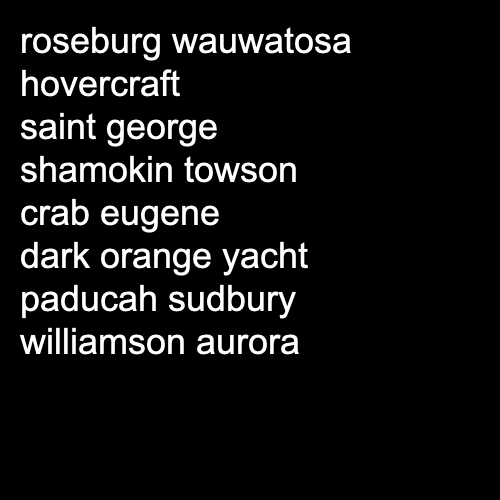 roseburg wauwatosa
hovercraft
saint george
shamokin towson
crab eugene
dark orange yacht
paducah sudbury
williamson aurora